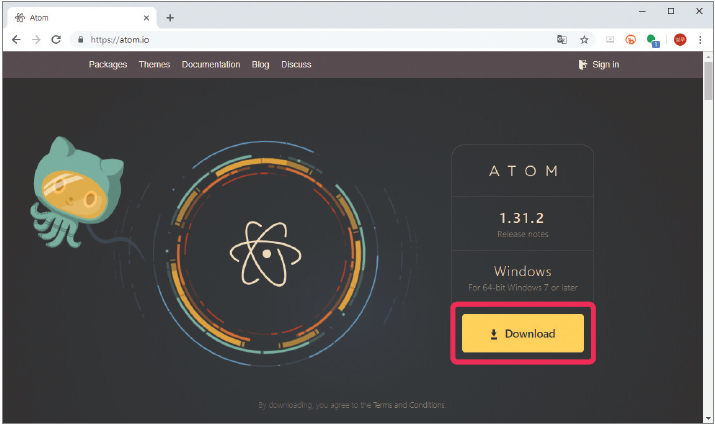 Atom
https://atom.io
Packages Themes Documentation Blog Discuss Sign in
ATOM
1.31.2
Release notes
Windows
For 64-bit Windows 7 or later
Download
By downloading, you agree to the Terms and Conditions.